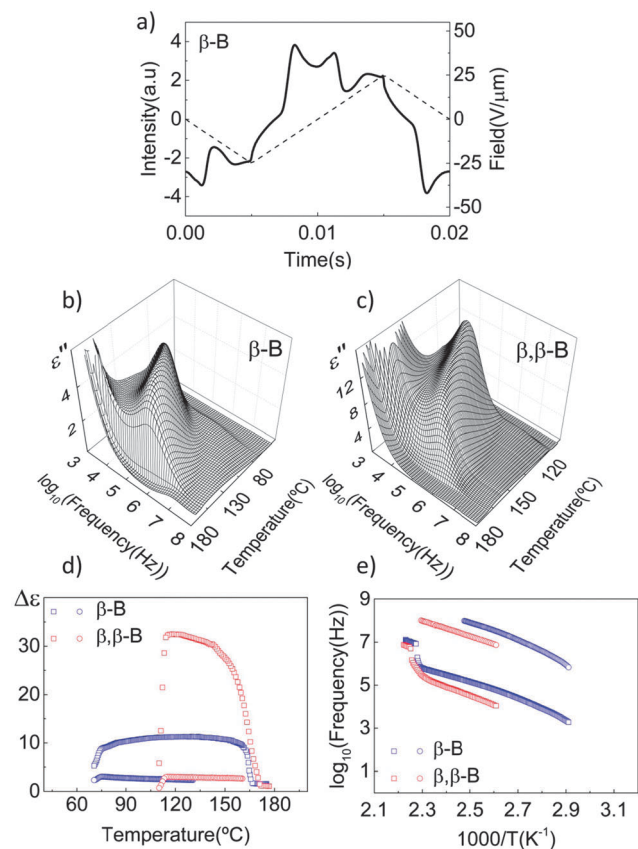 a)
β-B
Intensity(a.u)
4
2
0
-2
-4
Field(V/μm)
50
25
0
-25
-50
0.00 0.01 0.02
Time(s)
b)
β-B
ε''
4
2
3 4 5 6 7 8
log10(Frequency(Hz))
180 130 80
Temperature(ºC)
c)
β,β-B
ε''
12
8
4
3 4 5 6 7 8
log10(Frequency(Hz))
180 150 120
Temperature(ºC)
d)
Δε
β-B
β,β-B
30
20
10
0
60 90 120 150 180
Temperature(ºC)
e)
log10(Frequency(Hz))
9
7
5
3
1
β-B
β,β-B
2.1 2.3 2.5 2.7 2.9 3.1
1000/T(K-1)